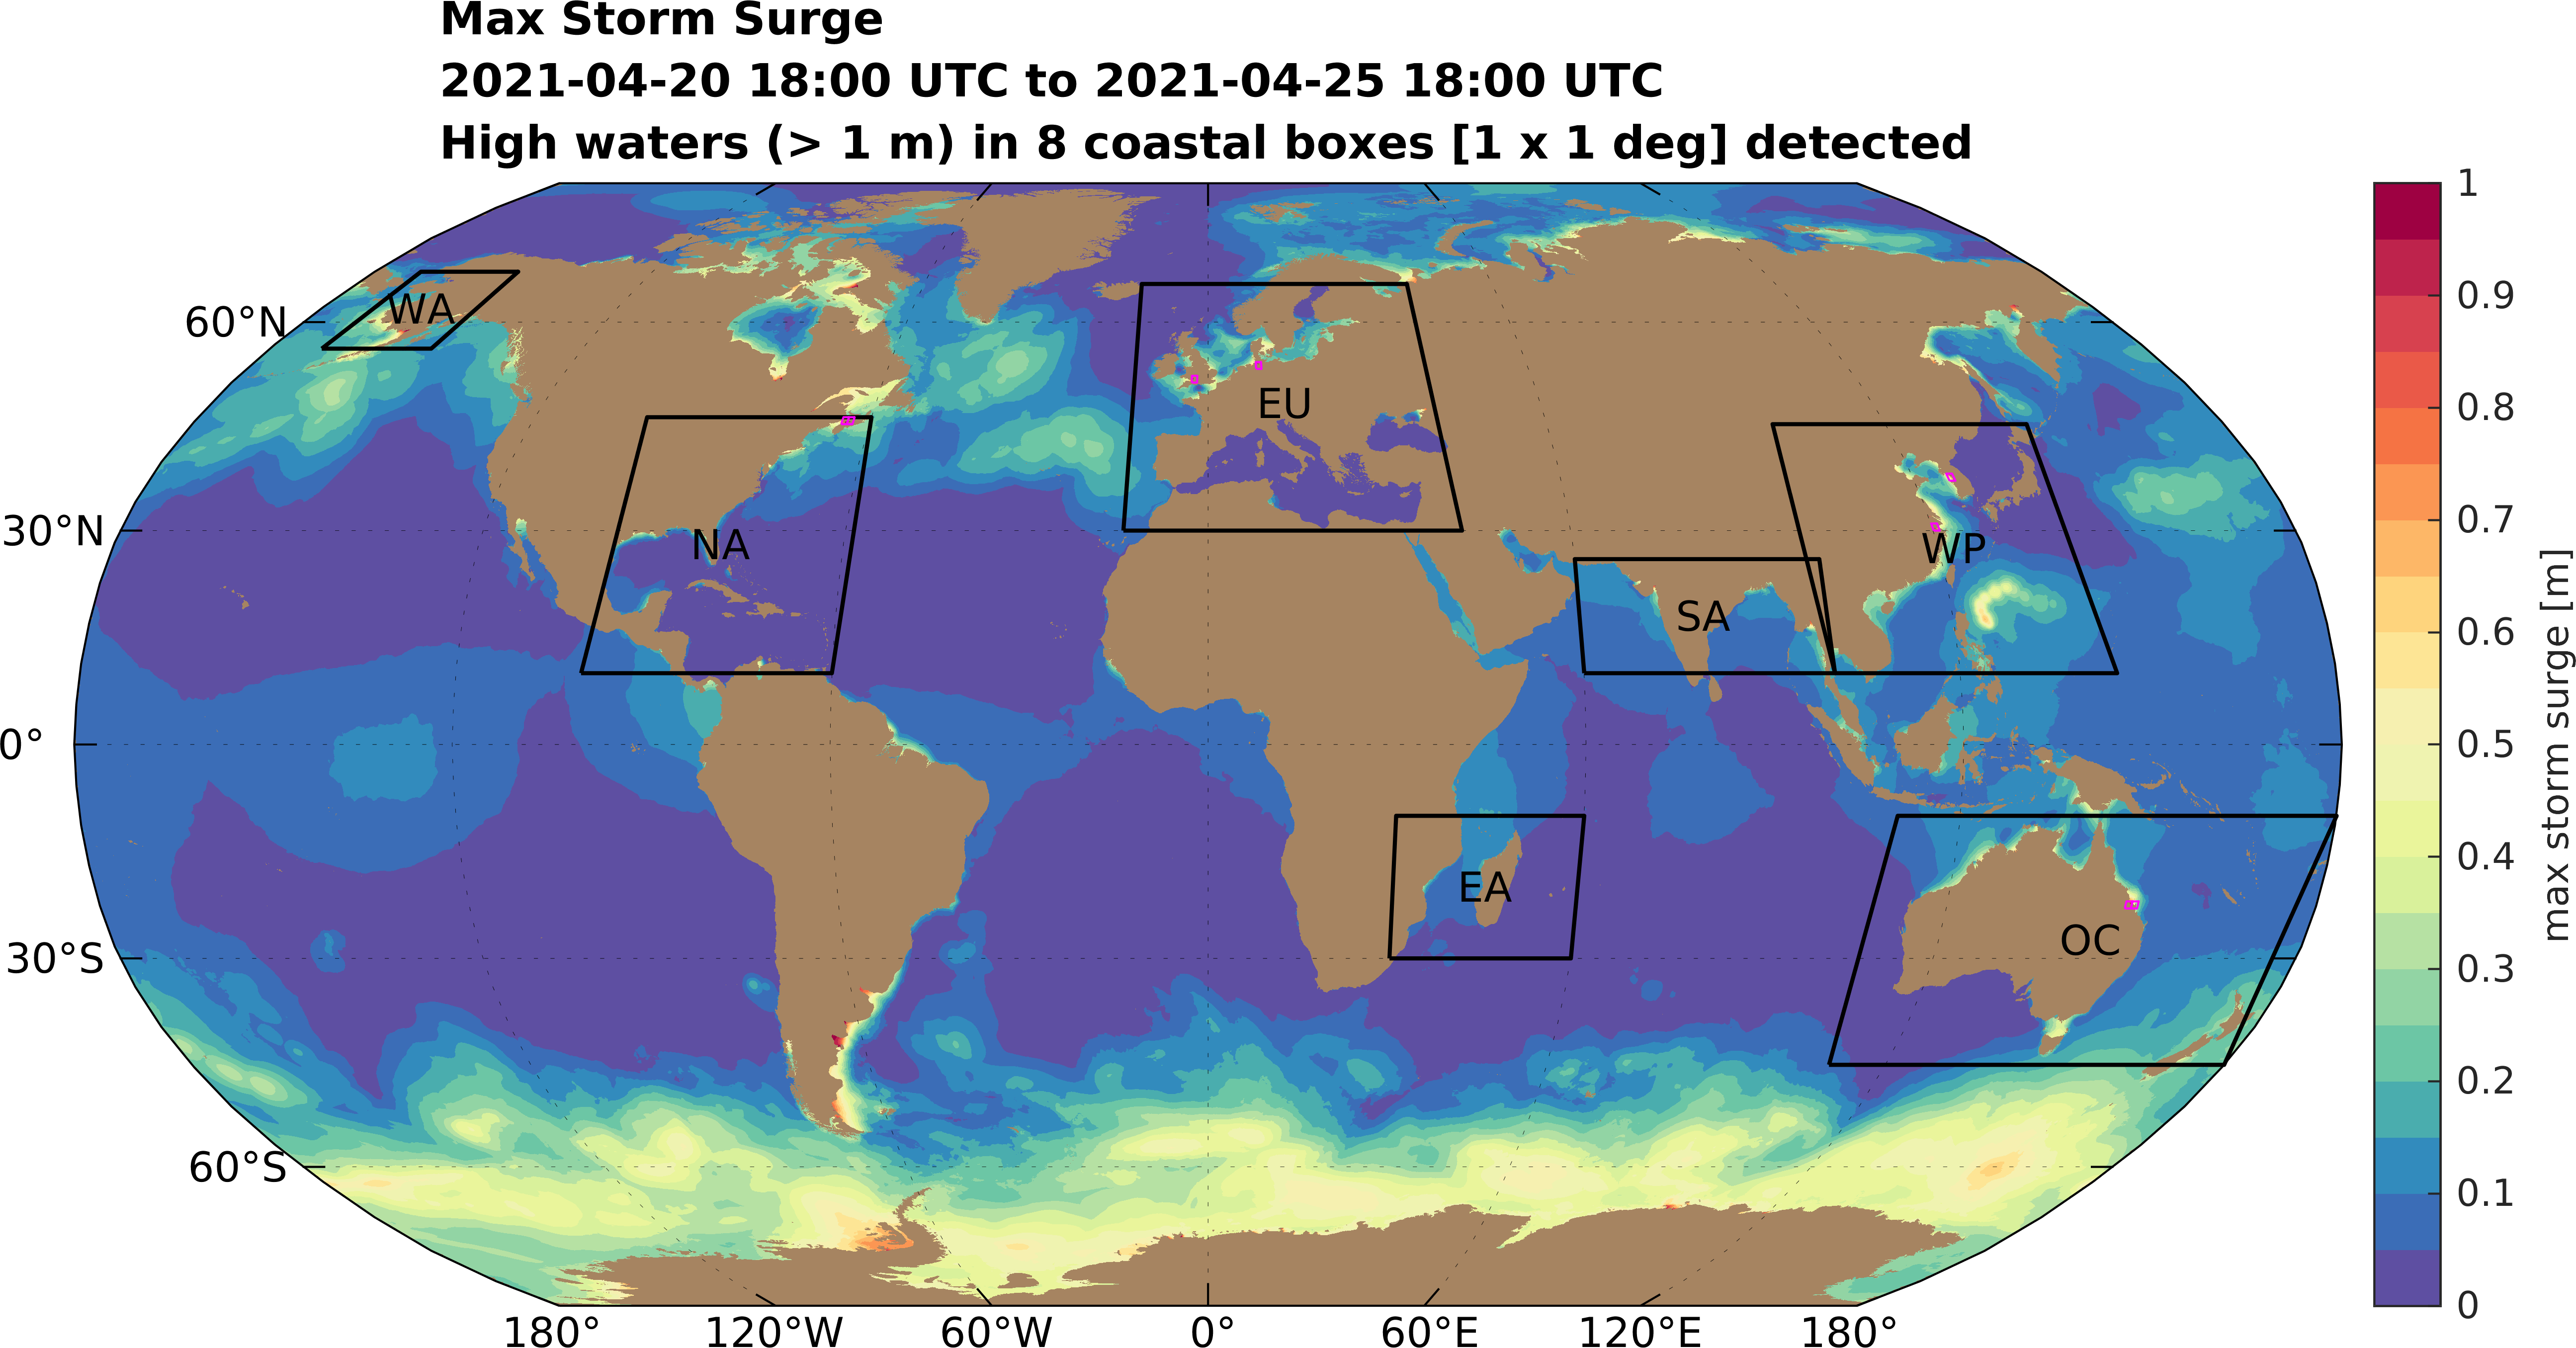 Max Storm Surge
2021-04-20 18:00 UTC to 2021-04-25 18:00 UTC
High waters (> 1 m) in 8 coastal boxes [1 x 1 deg] detected
60°N
30°N
0°
30°S
60°S
WA
NA
EU
SA
WP
EA
OC
180°
120°W
60°W
0°
60°E
120°E
180°
1
0.9
0.8
0.7
0.6
0.5
0.4
0.3
0.2
0.1
0
max storm surge [m]